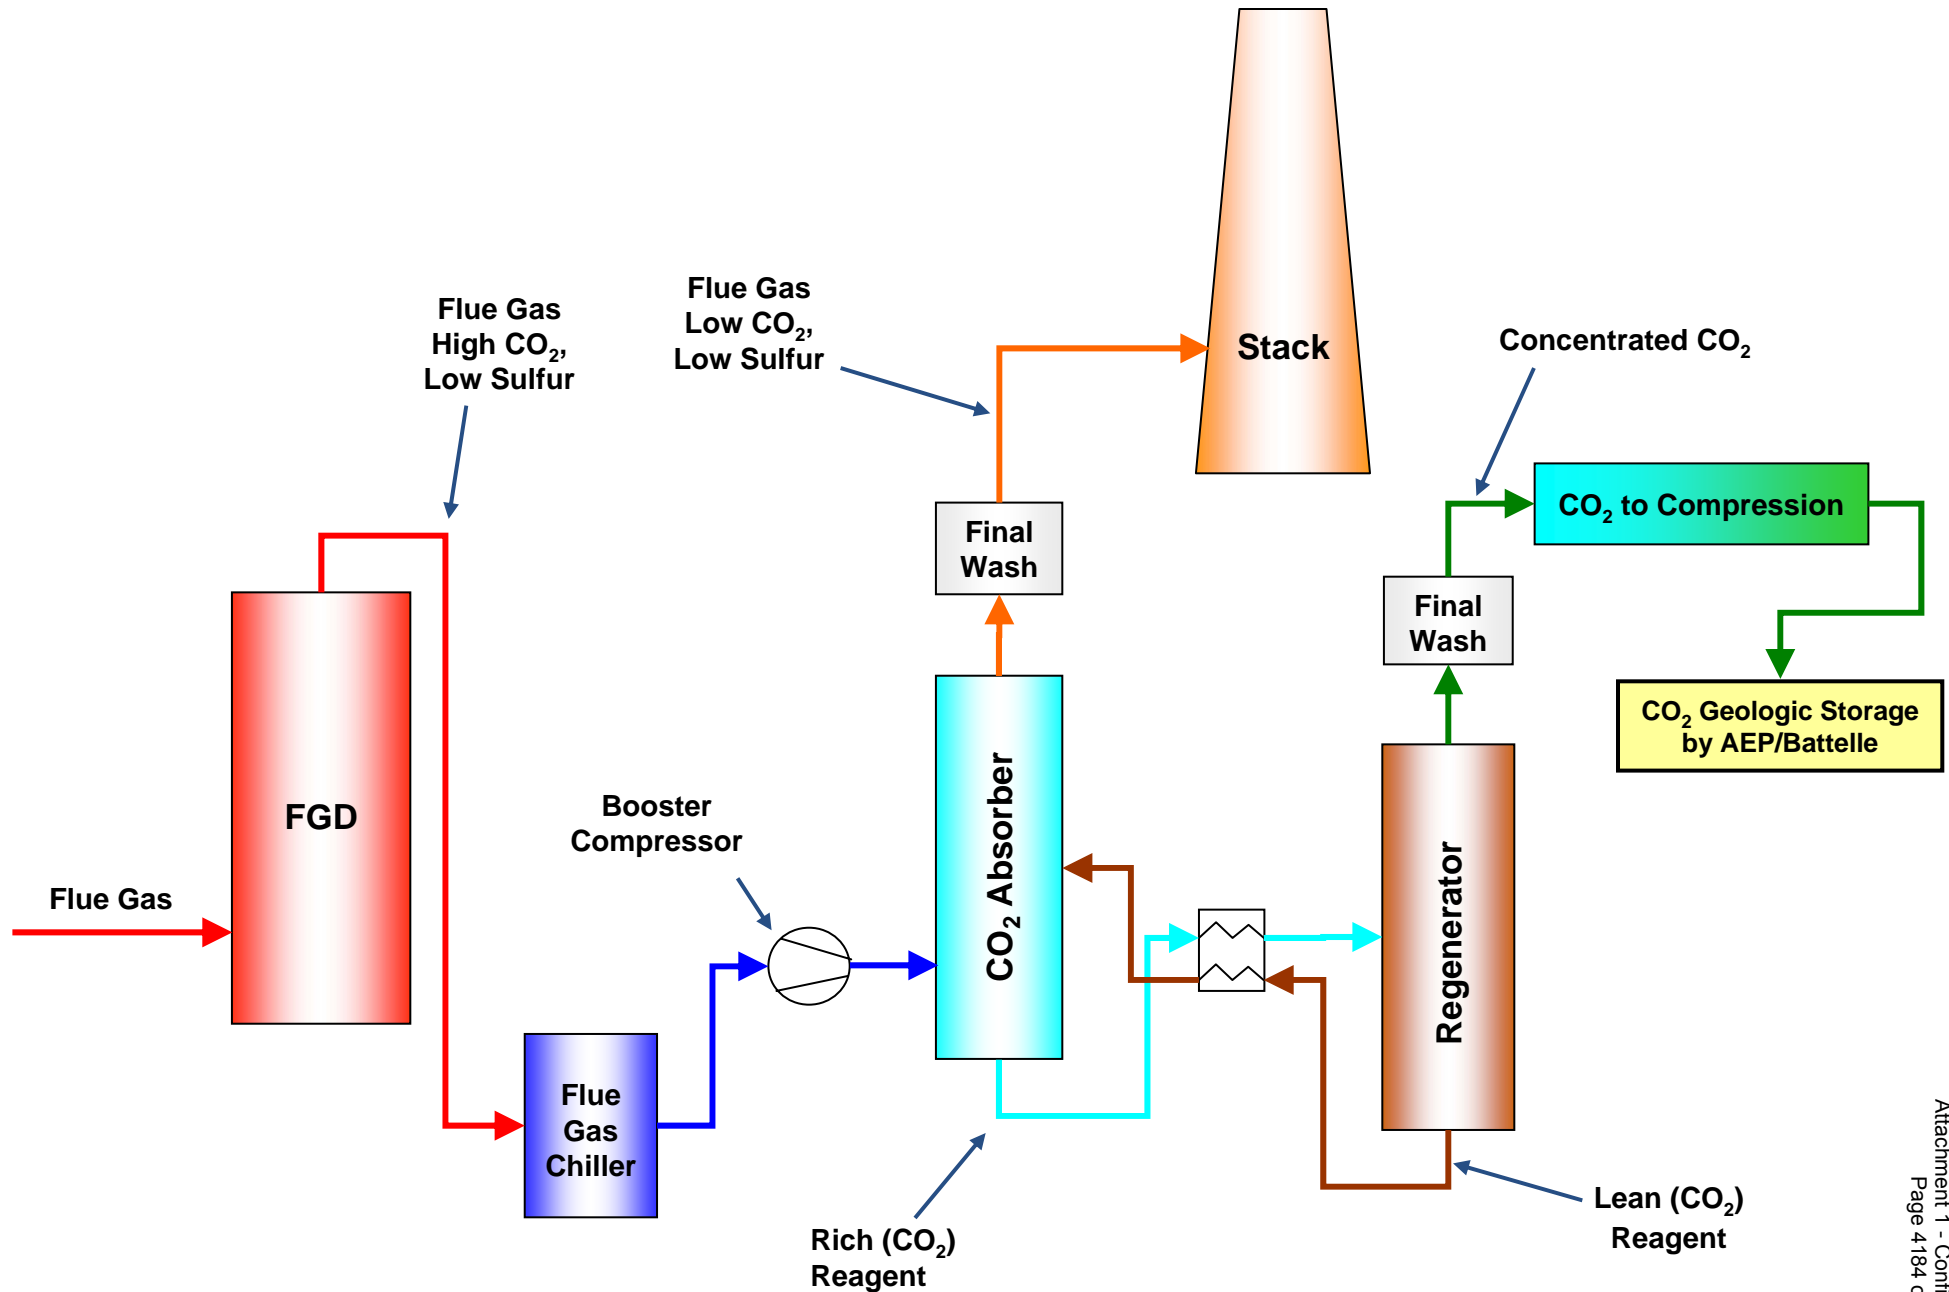 Flue Gas
High CO₂,
Low Sulfur
Flue Gas
Low CO₂,
Low Sulfur
Stack
Concentrated CO₂
CO₂ to Compression
Final
Wash
Final
Wash
CO₂ Geologic Storage
by AEP/Battelle
FGD
Flue Gas
Booster
Compressor
CO₂ Absorber
Regenerator
Flue
Gas
Chiller
Rich (CO₂)
Reagent
Lean (CO₂)
Reagent
Attachment 1 -
Page 4184